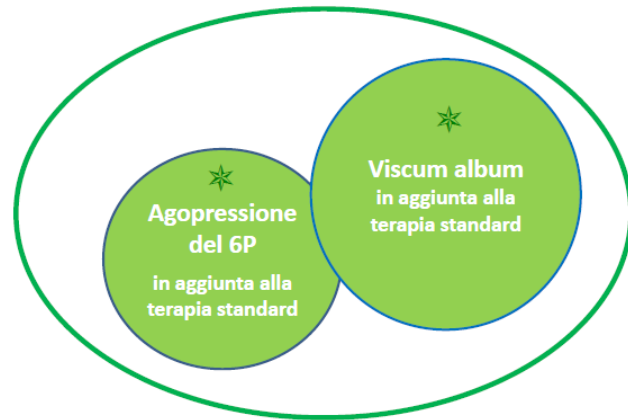 Agopressione
del 6P
in aggiunta alla
terapia standard
Viscum album
in aggiunta alla
terapia standard